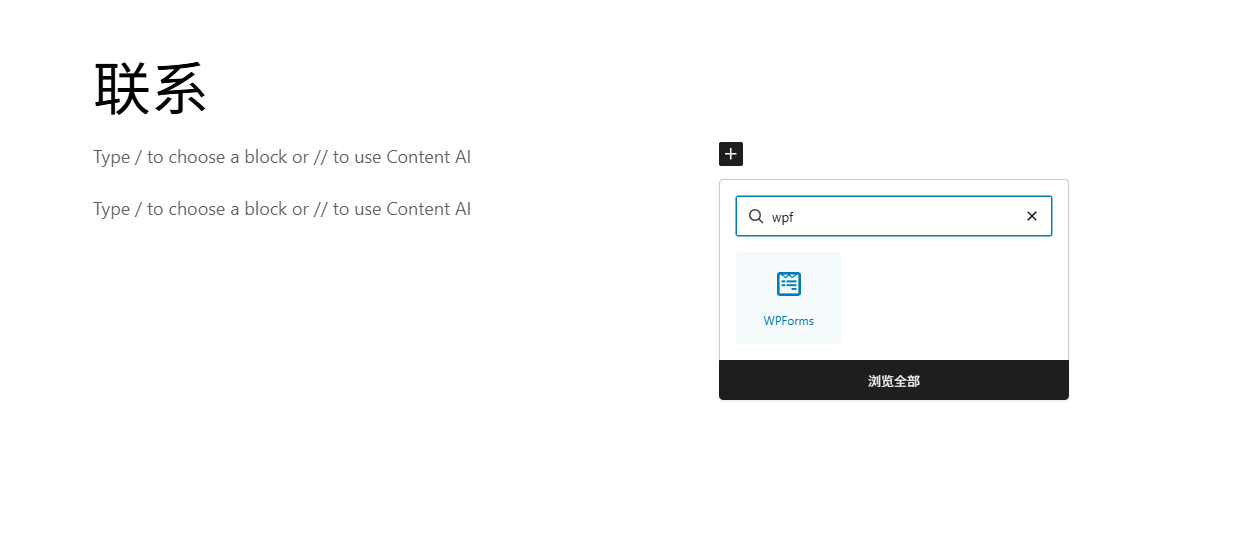 联系
Type / to choose a block or // to use Content AI
Type / to choose a block or // to use Content AI
wpf
WPForms
浏览全部